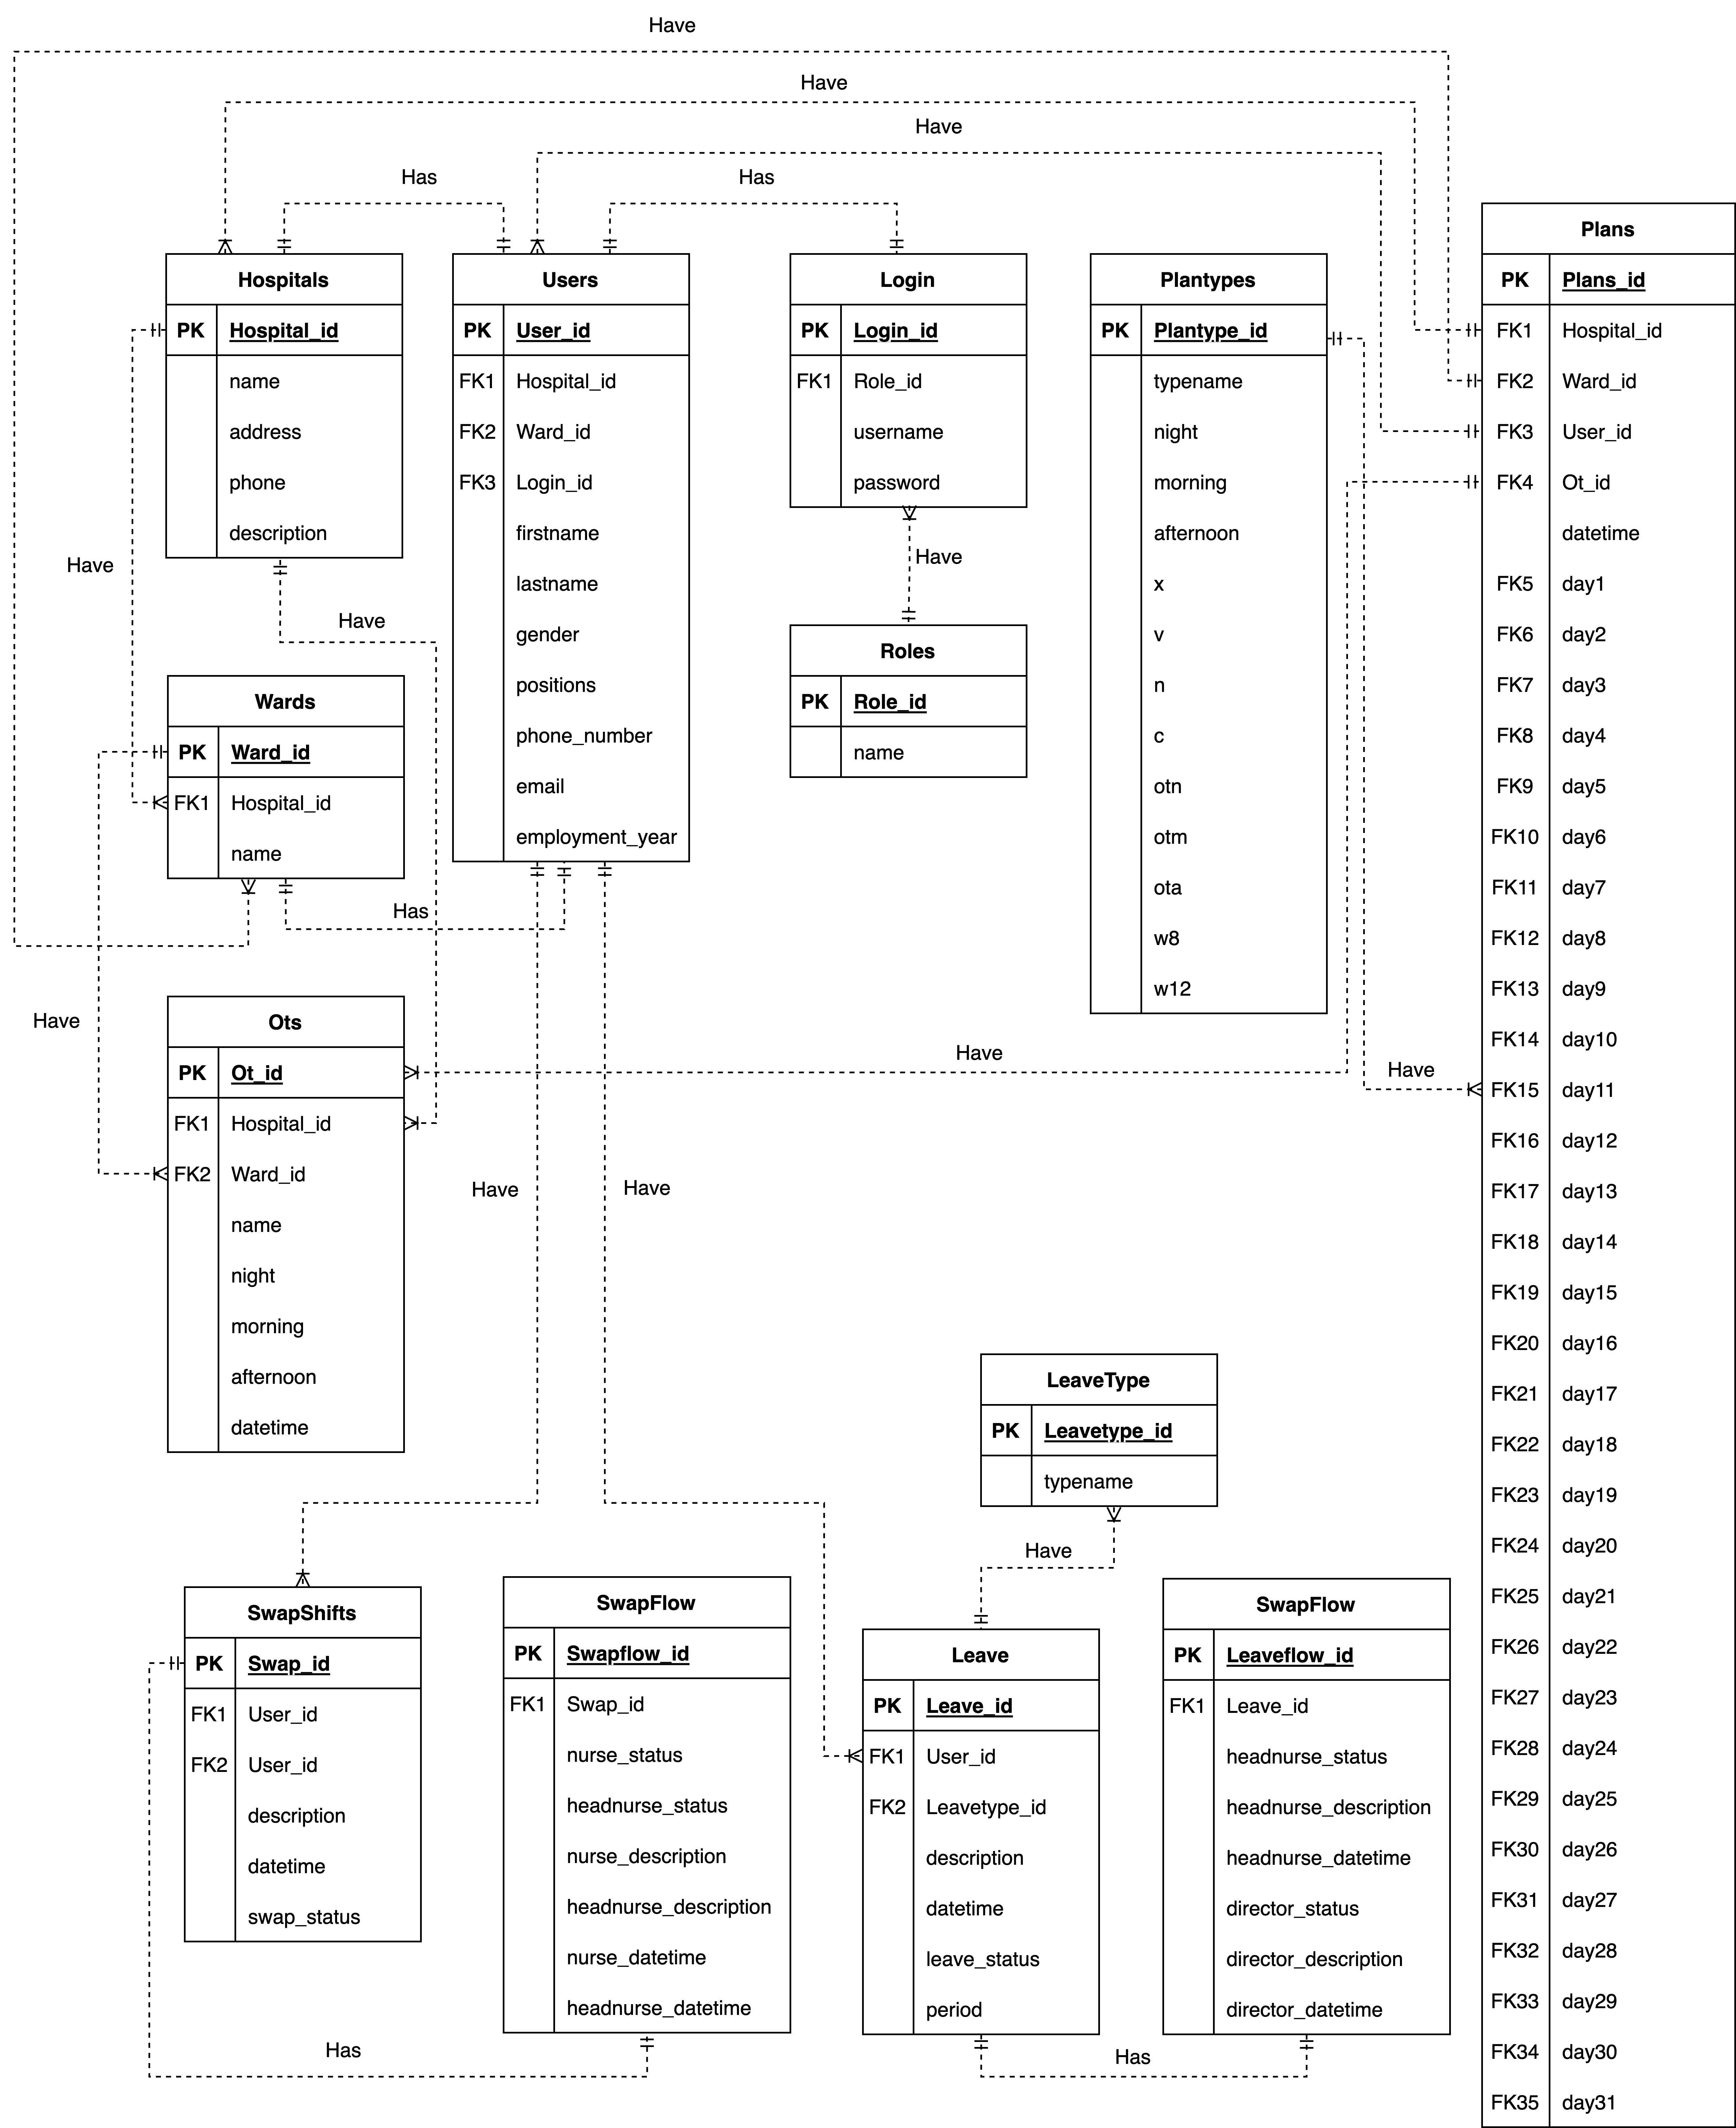 Have
Have
Have
Has
Has
Hospitals
PK Hospital_id
name
address
phone
description
Users
PK User_id
FK1 Hospital_id
FK2 Ward_id
FK3 Login_id
firstname
lastname
gender
positions
phone_number
email
employment_year
Login
PK Login_id
FK1 Role_id
username
password
Have
Roles
PK Role_id
name
Plantypes
PK Plantype_id
typename
night
morning
afternoon
x
v
n
c
otn
otm
ota
w8
w12
Plans
PK Plans_id
FK1 Hospital_id
FK2 Ward_id
FK3 User_id
FK4 Ot_id
datetime
FK5 day1
FK6 day2
FK7 day3
FK8 day4
FK9 day5
FK10 day6
FK11 day7
FK12 day8
FK13 day9
FK14 day10
FK15 day11
FK16 day12
FK17 day13
FK18 day14
FK19 day15
FK20 day16
FK21 day17
FK22 day18
FK23 day19
FK24 day20
FK25 day21
FK26 day22
FK27 day23
FK28 day24
FK29 day25
FK30 day26
FK31 day27
FK32 day28
FK33 day29
FK34 day30
FK35 day31
Have
Have
Wards
PK Ward_id
FK1 Hospital_id
name
Has
Have
Ots
PK Ot_id
FK1 Hospital_id
FK2 Ward_id
name
night
morning
afternoon
datetime
Have
Have
Have
Have
LeaveType
PK Leavetype_id
typename
Have
SwapShifts
PK Swap_id
FK1 User_id
FK2 User_id
description
datetime
swap_status
SwapFlow
PK Swapflow_id
FK1 Swap_id
nurse_status
headnurse_status
nurse_description
headnurse_description
nurse_datetime
headnurse_datetime
Leave
PK Leave_id
FK1 User_id
FK2 Leavetype_id
description
datetime
leave_status
period
SwapFlow
PK Leaveflow_id
FK1 Leave_id
headnurse_status
headnurse_description
headnurse_datetime
director_status
director_description
director_datetime
Has
Has